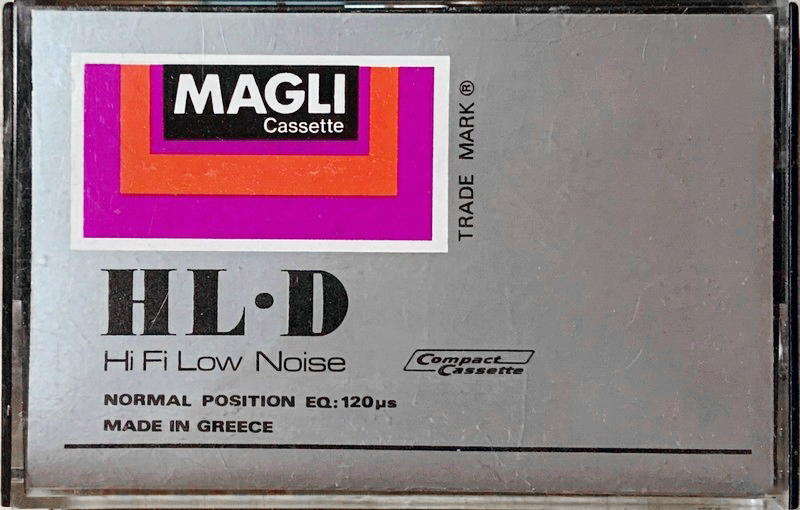 MAGLI
Cassette
TRADE MARK ®
HL·D
Hi Fi Low Noise
Compact
Cassette
NORMAL POSITION EQ: 120µs
MADE IN GREECE